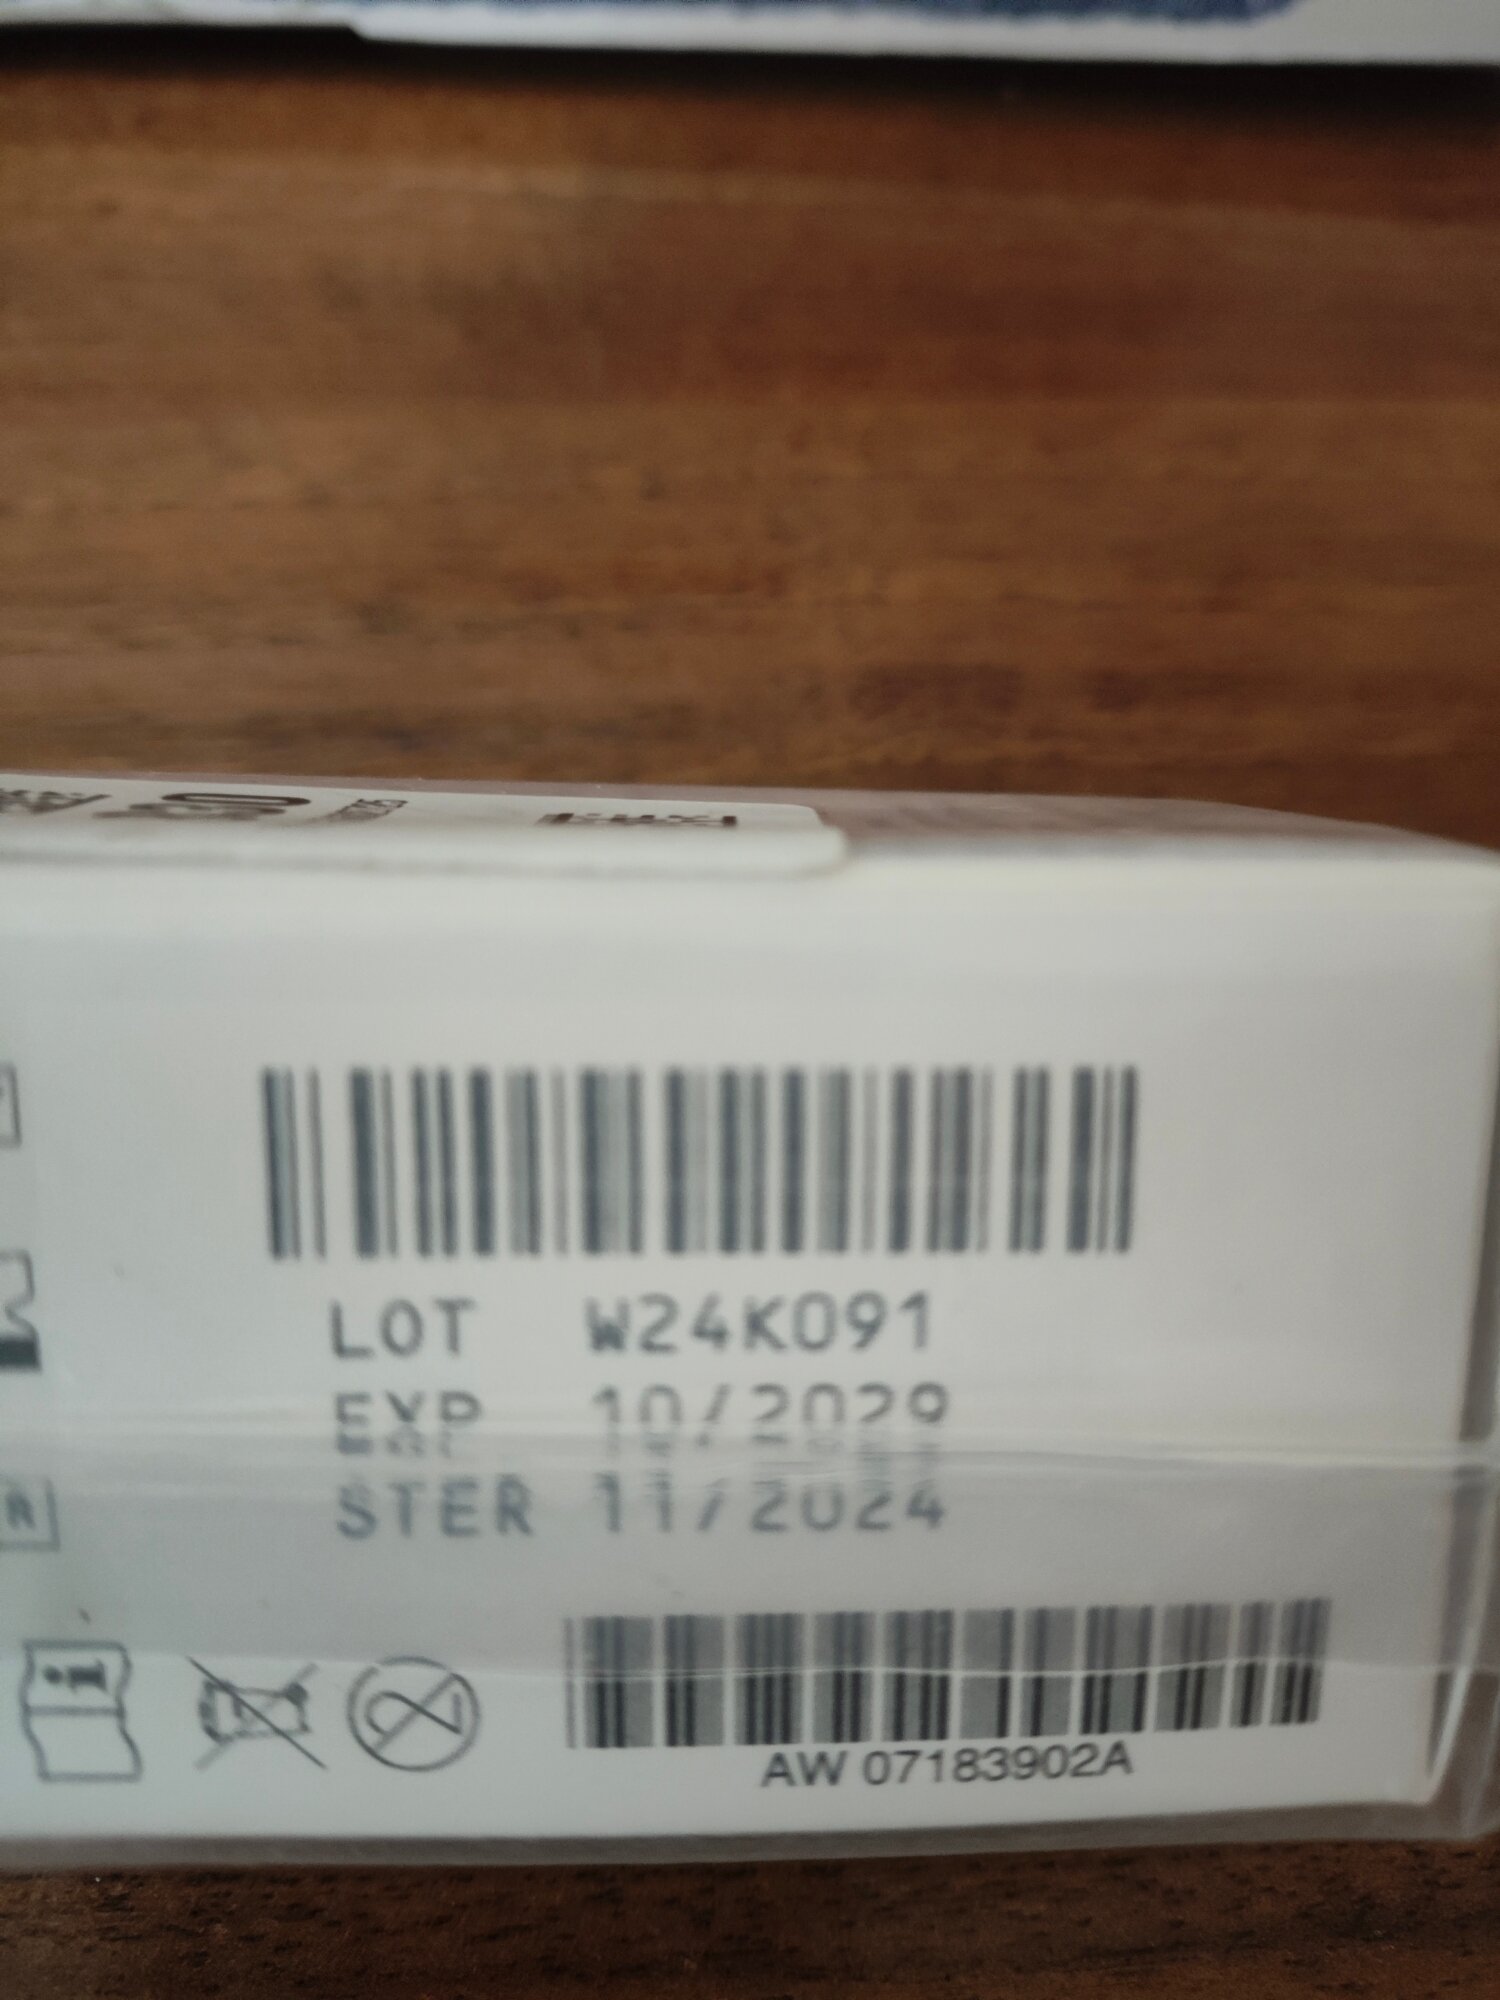 LOT W24K091
EXP 10/2029
STER 11/2024
AW 07183902A